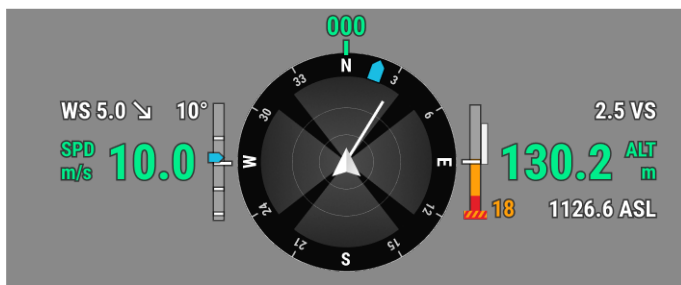 000
N
3
6
E
12
15
S
21
24
W
30
33
WS 5.0 ↘ 10°
SPD
m/s
10.0
2.5 VS
130.2
ALT
m
18
1126.6 ASL